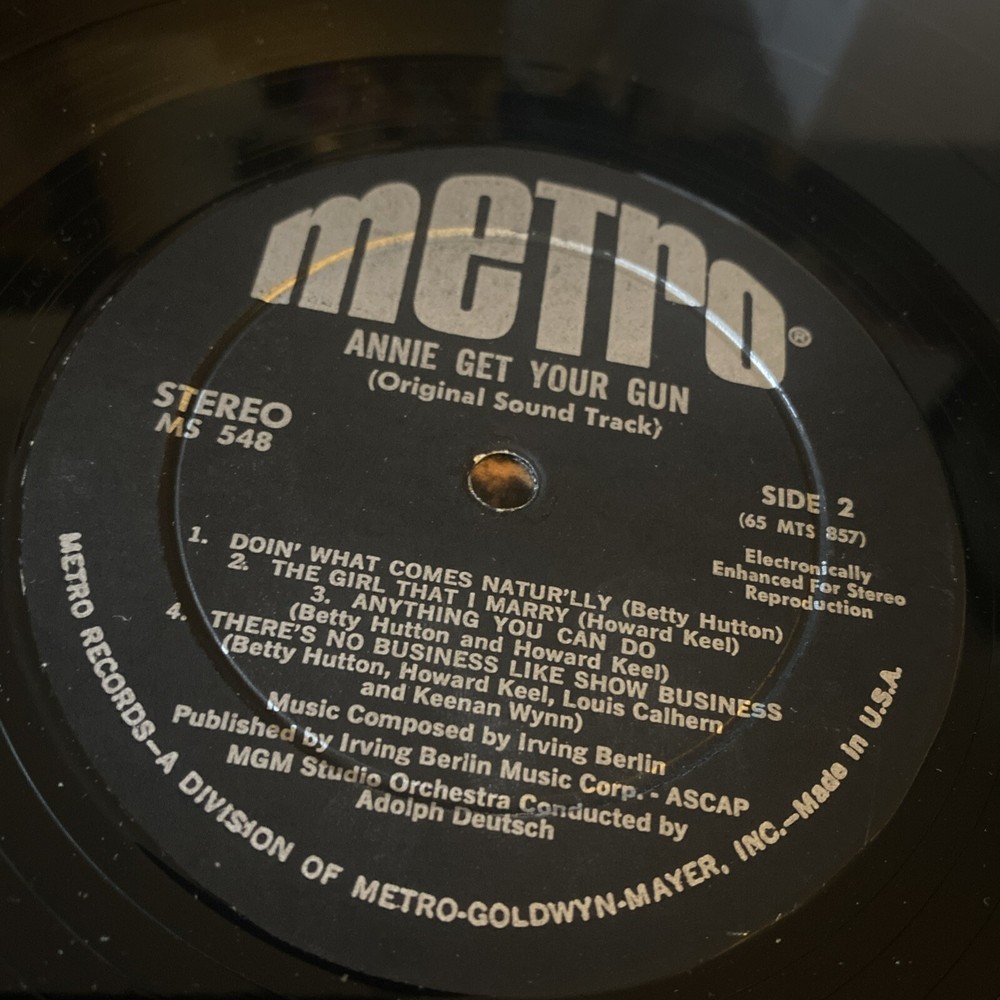 metro®
ANNIE GET YOUR GUN
(Original Sound Track)
STEREO
MS 548
SIDE 2
(65 MTS 857)
Electronically
Enhanced For Stereo
Reproduction
1. DOIN' WHAT COMES NATUR'LLY (Betty Hutton)
2. THE GIRL THAT I MARRY (Howard Keel)
3. ANYTHING YOU CAN DO
(Betty Hutton and Howard Keel)
4. THERE'S NO BUSINESS LIKE SHOW BUSINESS
(Betty Hutton, Howard Keel, Louis Calhern
and Keenan Wynn)
Music Composed by Irving Berlin
Published by Irving Berlin Music Corp. - ASCAP
MGM Studio Orchestra Conducted by
Adolph Deutsch
METRO RECORDS—A DIVISION OF METRO-GOLDWYN-MAYER, INC.—Made in U.S.A.